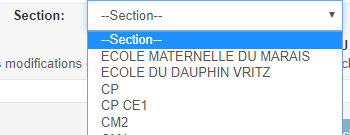 Section: --Section--
--Section--
ECOLE MATERNELLE DU MARAIS
s modifications
ECOLE DU DAUPHIN VRITZ
CP
CP CE1
CM2